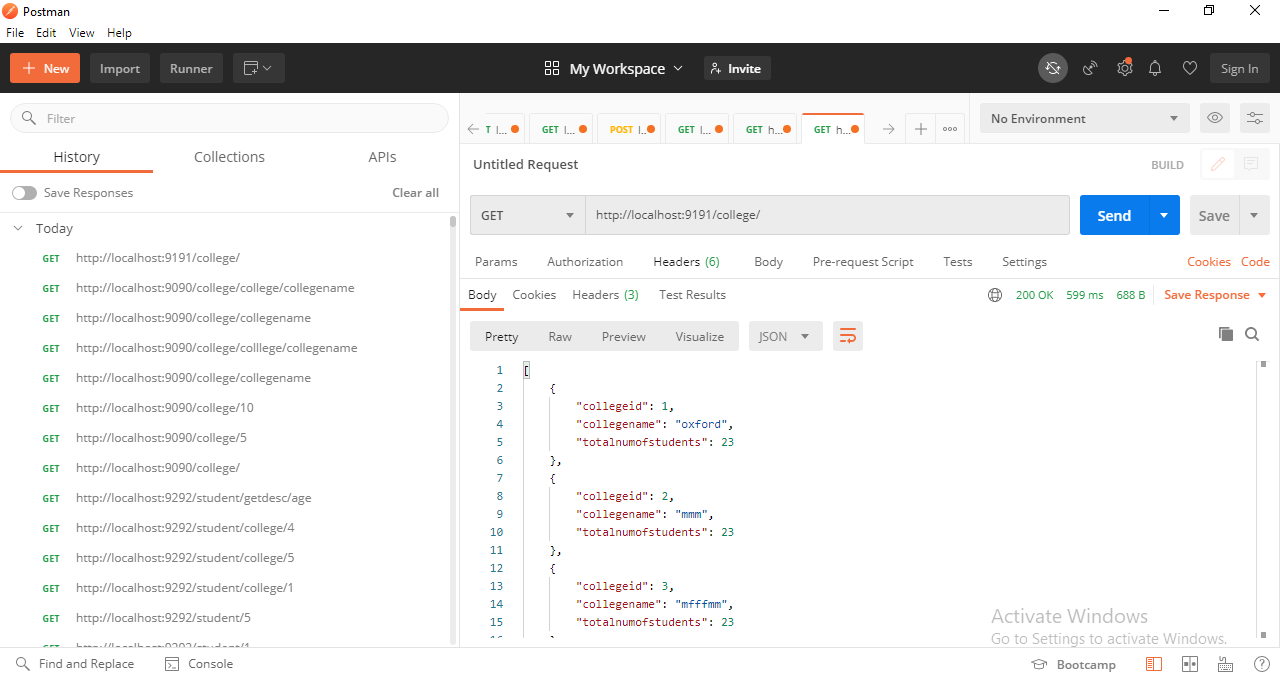 Postman
File Edit View Help
New Import Runner My Workspace Invite Sign In
Filter
History Collections APIs
Save Responses Clear all
Today
GET http://localhost:9191/college/
GET http://localhost:9090/college/college/collegename
GET http://localhost:9090/college/collegename
GET http://localhost:9090/college/colllege/collegename
GET http://localhost:9090/college/collegename
GET http://localhost:9090/college/10
GET http://localhost:9090/college/5
GET http://localhost:9090/college/
GET http://localhost:9292/student/getdesc/age
GET http://localhost:9292/student/college/4
GET http://localhost:9292/student/college/5
GET http://localhost:9292/student/college/1
GET http://localhost:9292/student/5
GET http://localhost:9292/student/1
T l... GET l... POST l... GET l... GET h... GET h... No Environment
Untitled Request BUILD
GET http://localhost:9191/college/ Send Save
Params Authorization Headers (6) Body Pre-request Script Tests Settings Cookies Code
Body Cookies Headers (3) Test Results 200 OK 599 ms 688 B Save Response
Pretty Raw Preview Visualize JSON
1 [
2 {
3 "collegeid": 1,
4 "collegename": "oxford",
5 "totalnumofstudents": 23
6 },
7 {
8 "collegeid": 2,
9 "collegename": "mmm",
10 "totalnumofstudents": 23
11 },
12 {
13 "collegeid": 3,
14 "collegename": "mfffmm",
15 "totalnumofstudents": 23
16 }
Activate Windows
Go to Settings to activate Windows.
Find and Replace Console Bootcamp